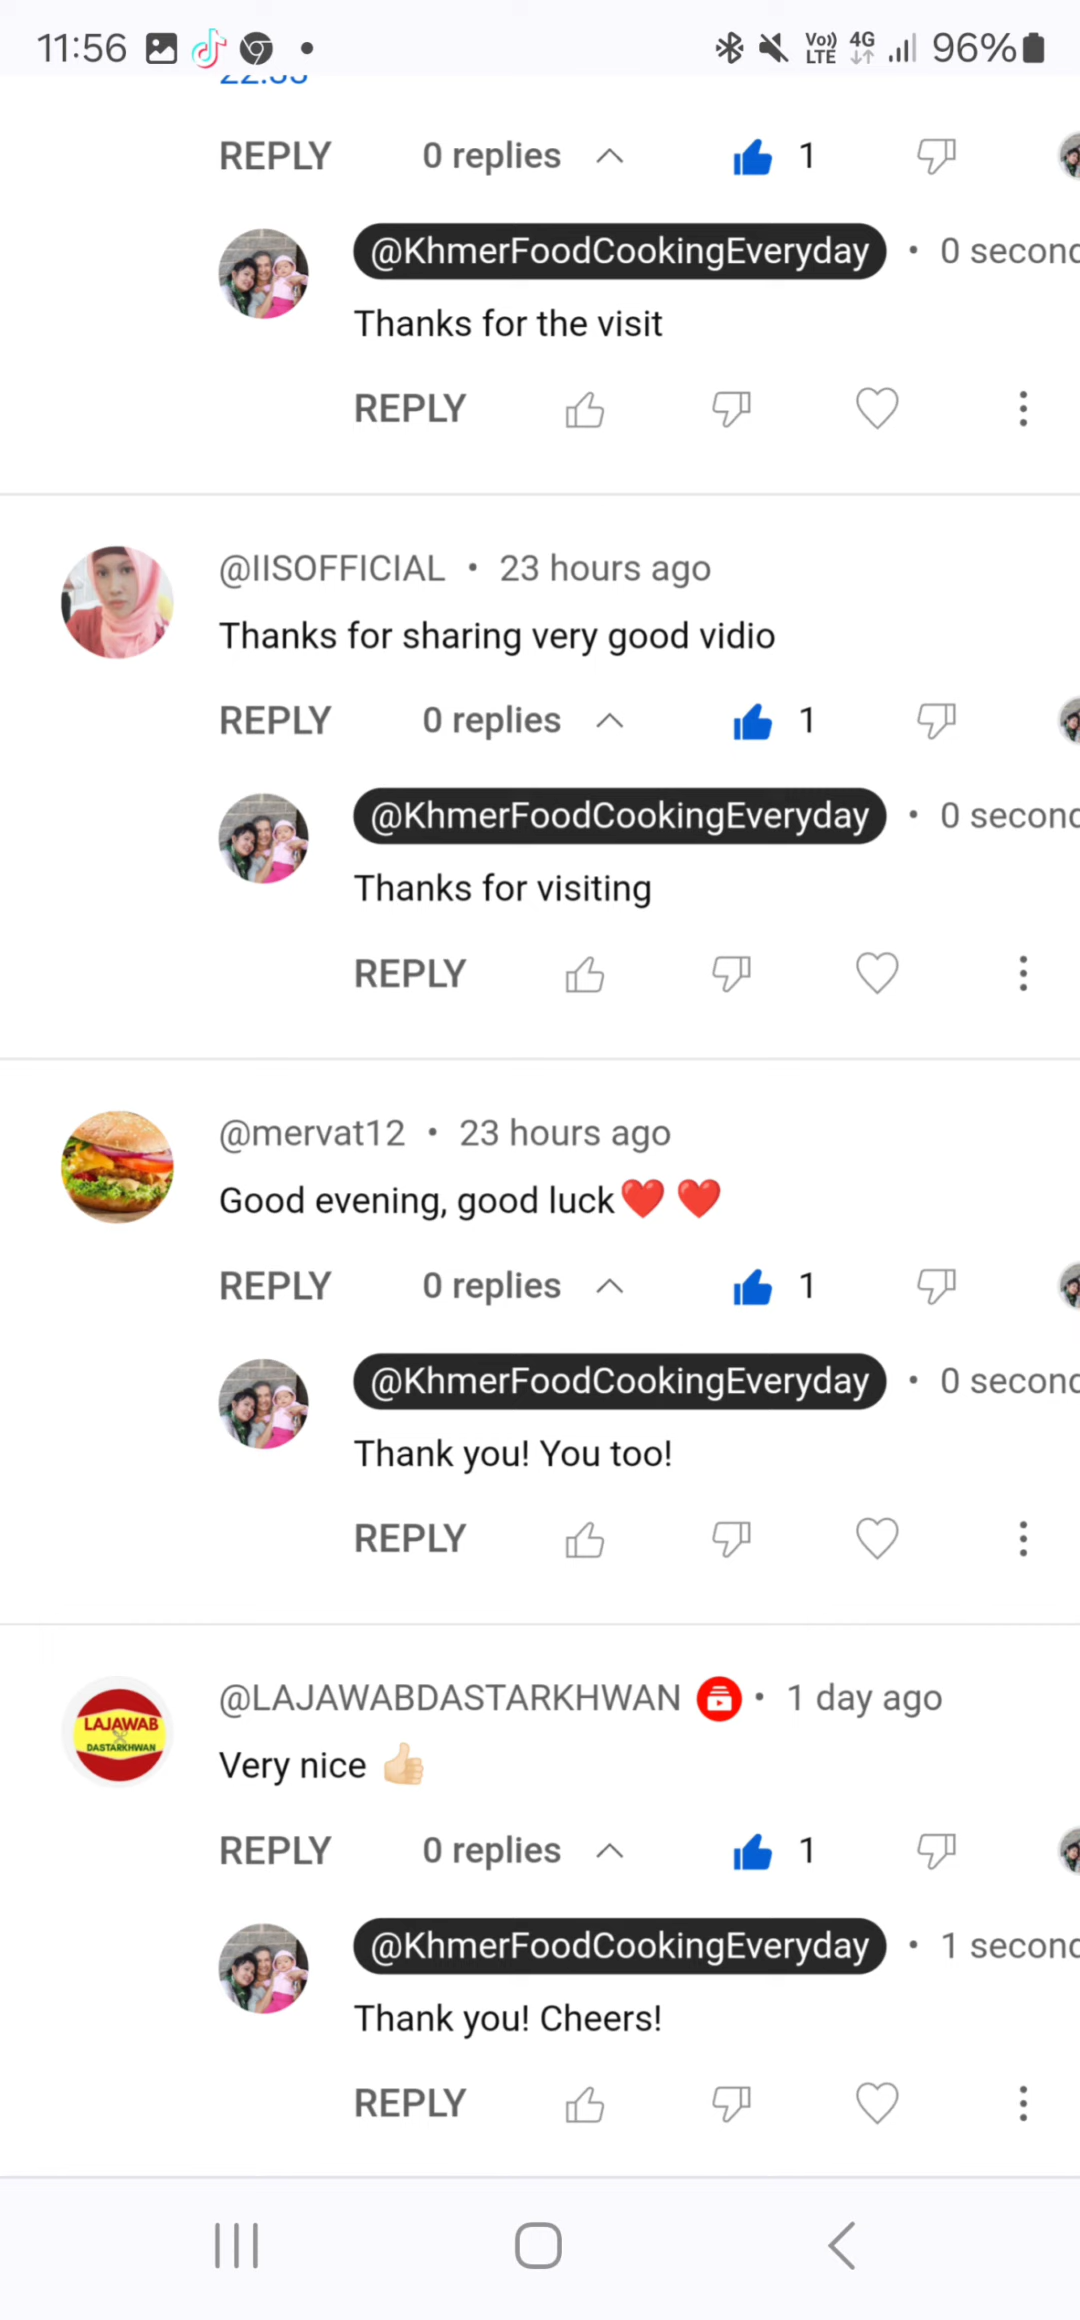 11:56 Vo)) LTE 4G 96%
REPLY 0 replies 1
@KhmerFoodCookingEveryday • 0 second
Thanks for the visit
REPLY
@IISOFFICIAL • 23 hours ago
Thanks for sharing very good vidio
REPLY 0 replies 1
@KhmerFoodCookingEveryday • 0 second
Thanks for visiting
REPLY
@mervat12 • 23 hours ago
Good evening, good luck❤️ ❤️
REPLY 0 replies 1
@KhmerFoodCookingEveryday • 0 second
Thank you! You too!
REPLY
@LAJAWABDASTARKHWAN • 1 day ago
LAJAWAB
DASTARKHWAN
Very nice 👍🏻
REPLY 0 replies 1
@KhmerFoodCookingEveryday • 1 second
Thank you! Cheers!
REPLY